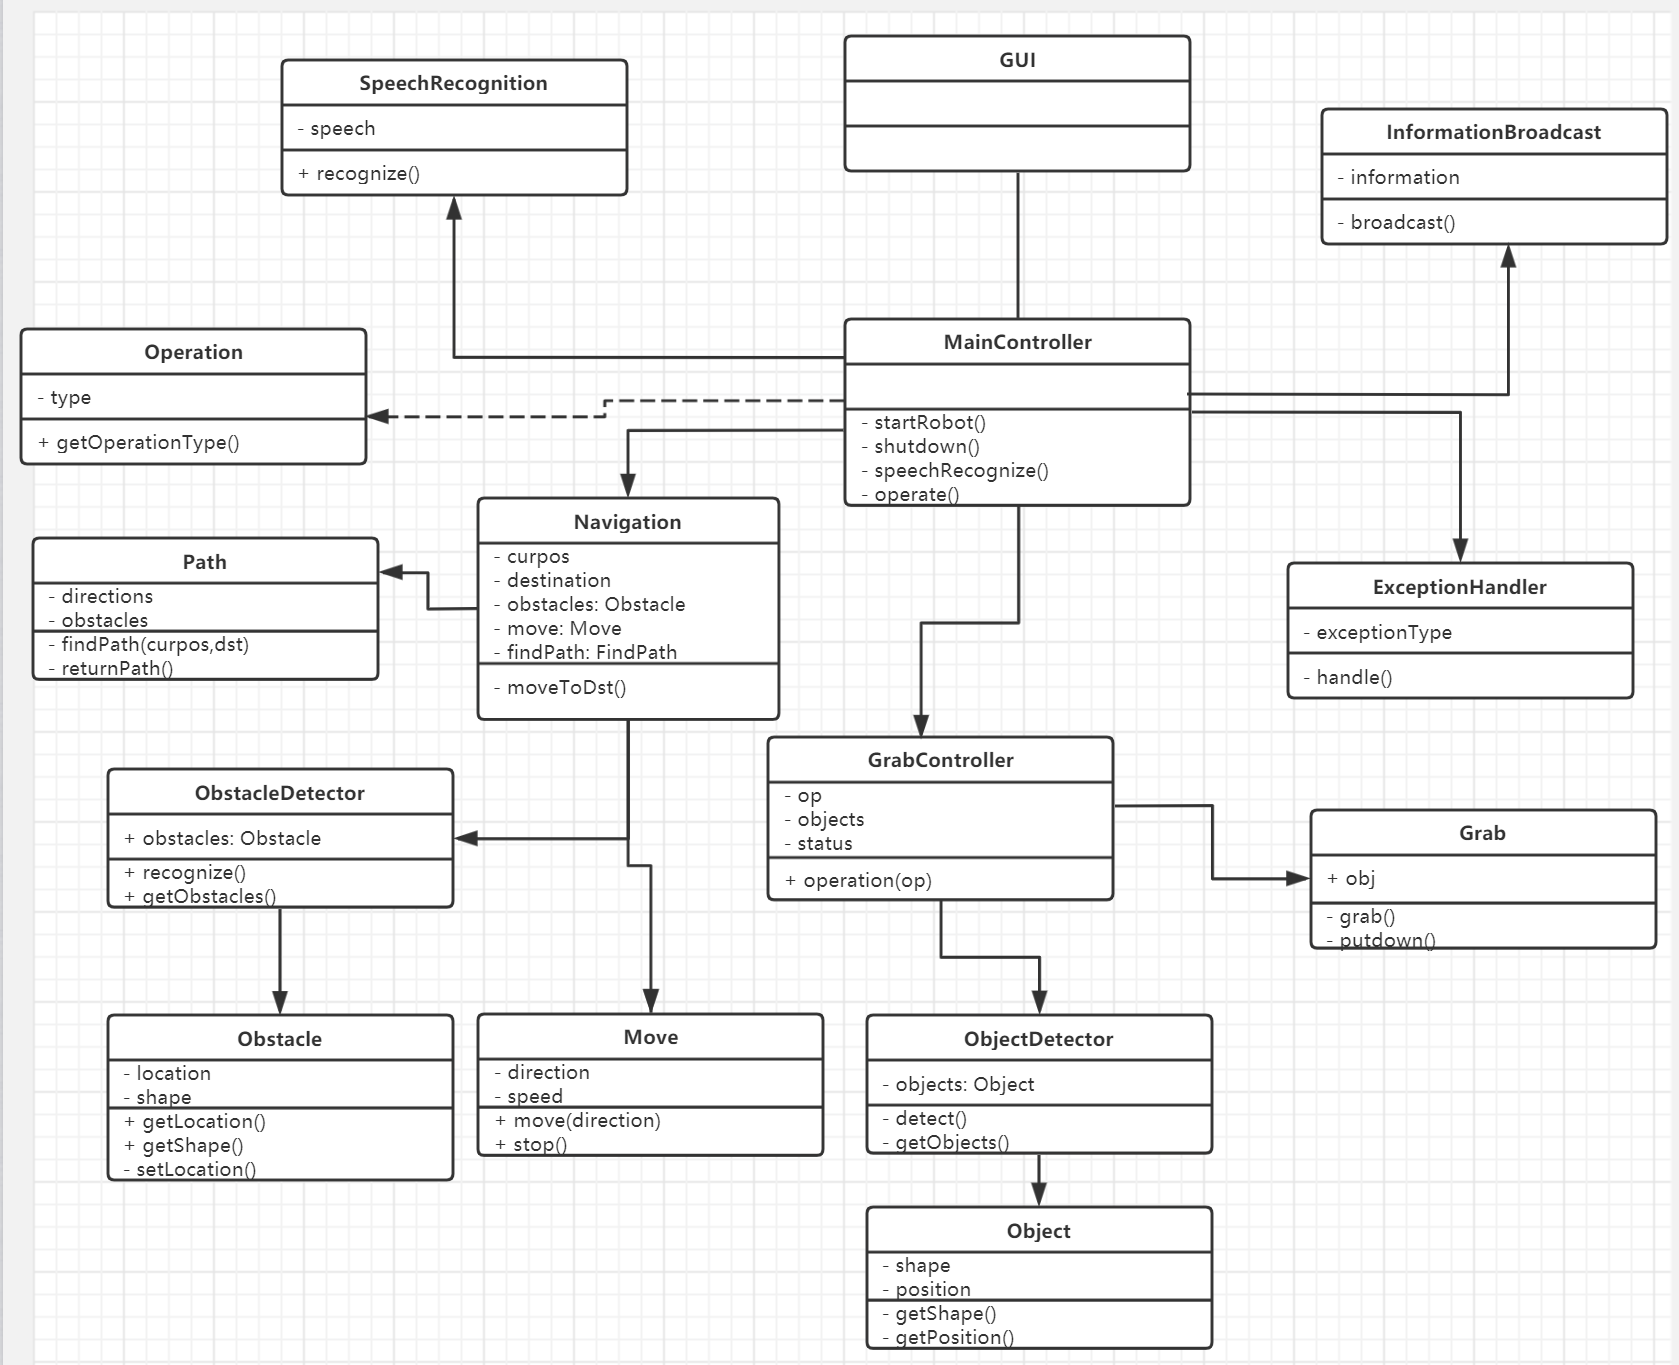 GUI
SpeechRecognition
- speech
+ recognize()
InformationBroadcast
- information
- broadcast()
MainController
- startRobot()
- shutdown()
- speechRecognize()
- operate()
Operation
- type
+ getOperationType()
Navigation
- curpos
- destination
- obstacles: Obstacle
- move: Move
- findPath: FindPath
- moveToDst()
Path
- directions
- obstacles
- findPath(curpos,dst)
- returnPath()
ExceptionHandler
- exceptionType
- handle()
GrabController
- op
- objects
- status
+ operation(op)
ObstacleDetector
+ obstacles: Obstacle
+ recognize()
+ getObstacles()
Grab
+ obj
- grab()
- putdown()
Obstacle
- location
- shape
+ getLocation()
+ getShape()
- setLocation()
Move
- direction
- speed
+ move(direction)
+ stop()
ObjectDetector
- objects: Object
- detect()
- getObjects()
Object
- shape
- position
- getShape()
- getPosition()